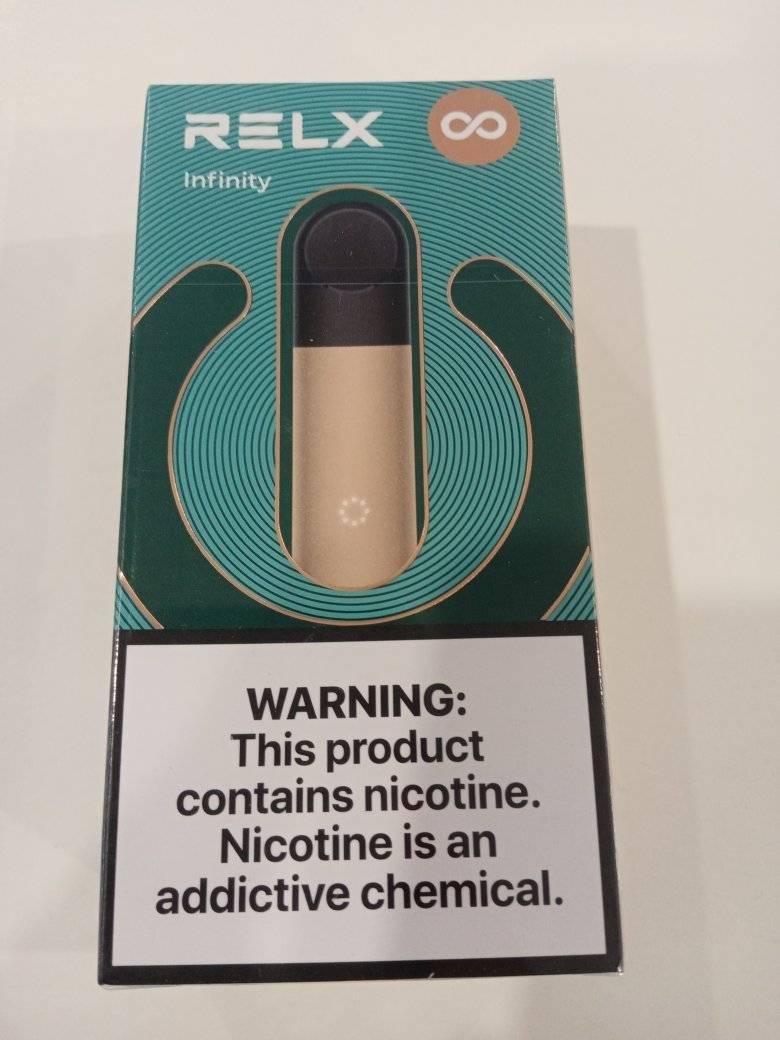 RELX
Infinity
WARNING:
This product
contains nicotine.
Nicotine is an
addictive chemical.